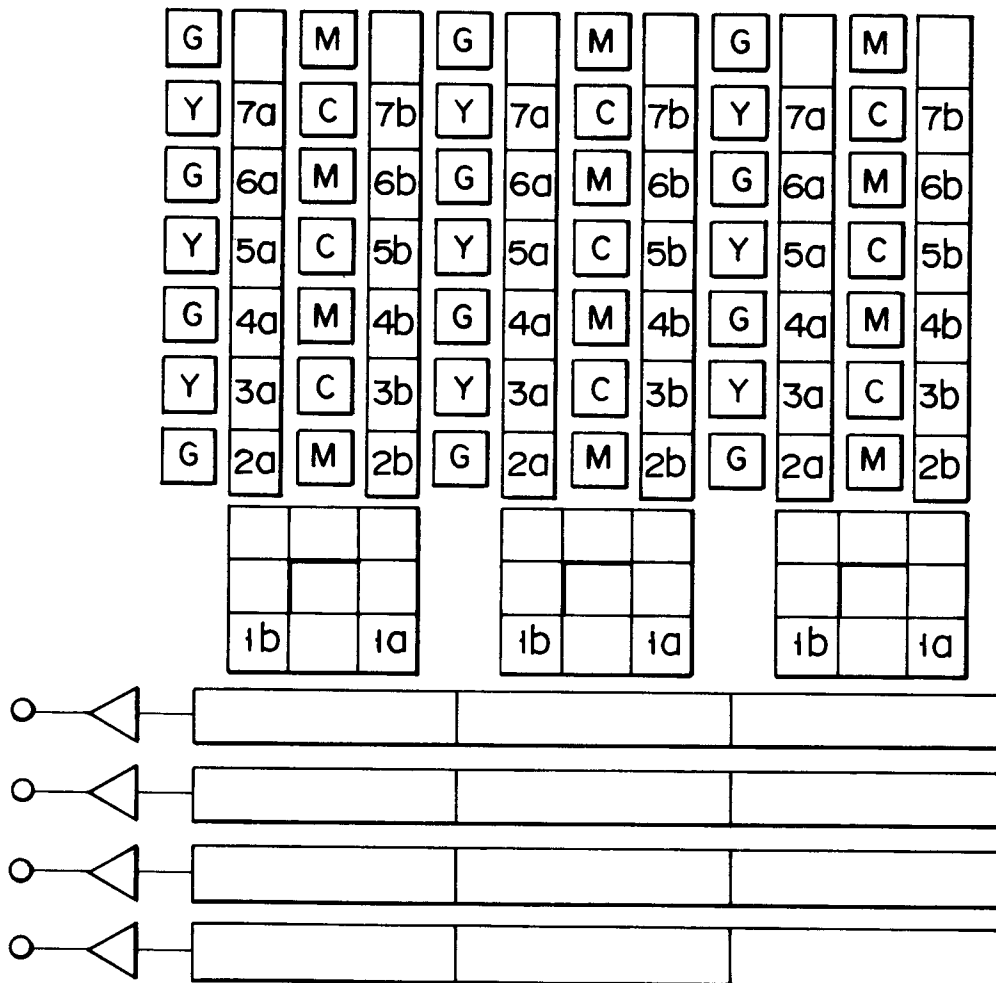 G M G M G M
Y 7a C 7b Y 7a C 7b Y 7a C 7b
G 6a M 6b G 6a M 6b G 6a M 6b
Y 5a C 5b Y 5a C 5b Y 5a C 5b
G 4a M 4b G 4a M 4b G 4a M 4b
Y 3a C 3b Y 3a C 3b Y 3a C 3b
G 2a M 2b G 2a M 2b G 2a M 2b
1b 1a 1b 1a 1b 1a